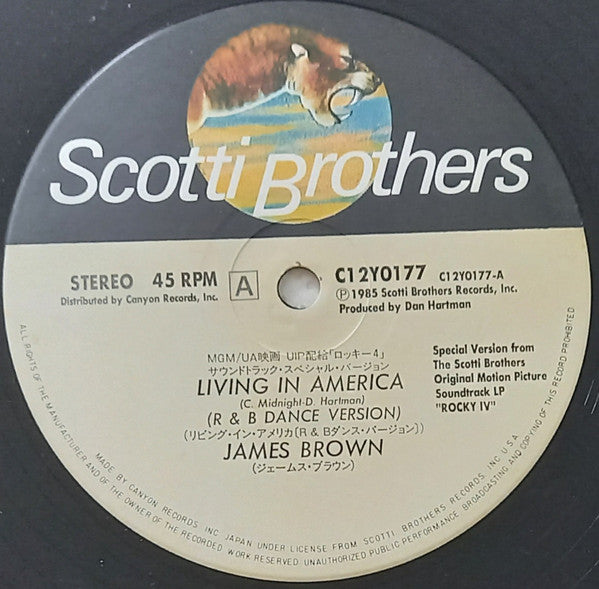 Scotti Brothers
STEREO 45 RPM A C12Y0177 C12Y0177-A
Distributed by Canyon Records, Inc.
Ⓟ1985 Scotti Brothers Records, Inc.
Produced by Dan Hartman
MGM/UA映画 UIP配給「ロッキー4」
サウンドトラック・スペシャル・バージョン
LIVING IN AMERICA
(C. Midnight-D. Hartman)
(R & B DANCE VERSION)
(リビング・イン・アメリカ〔R & Bダンス・バージョン〕)
JAMES BROWN
(ジェームス・ブラウン)
Special Version from
The Scotti Brothers
Original Motion Picture
Soundtrack LP
"ROCKY IV"
ALL RIGHTS OF THE MANUFACTURER AND OF THE OWNER OF THE RECORDED WORK RESERVED. UNAUTHORIZED PUBLIC PERFORMANCE, BROADCASTING AND COPYING OF THIS RECORD PROHIBITED
MADE BY CANYON RECORDS, INC. JAPAN UNDER LICENSE FROM SCOTTI BROTHERS RECORDS, INC. U.S.A.